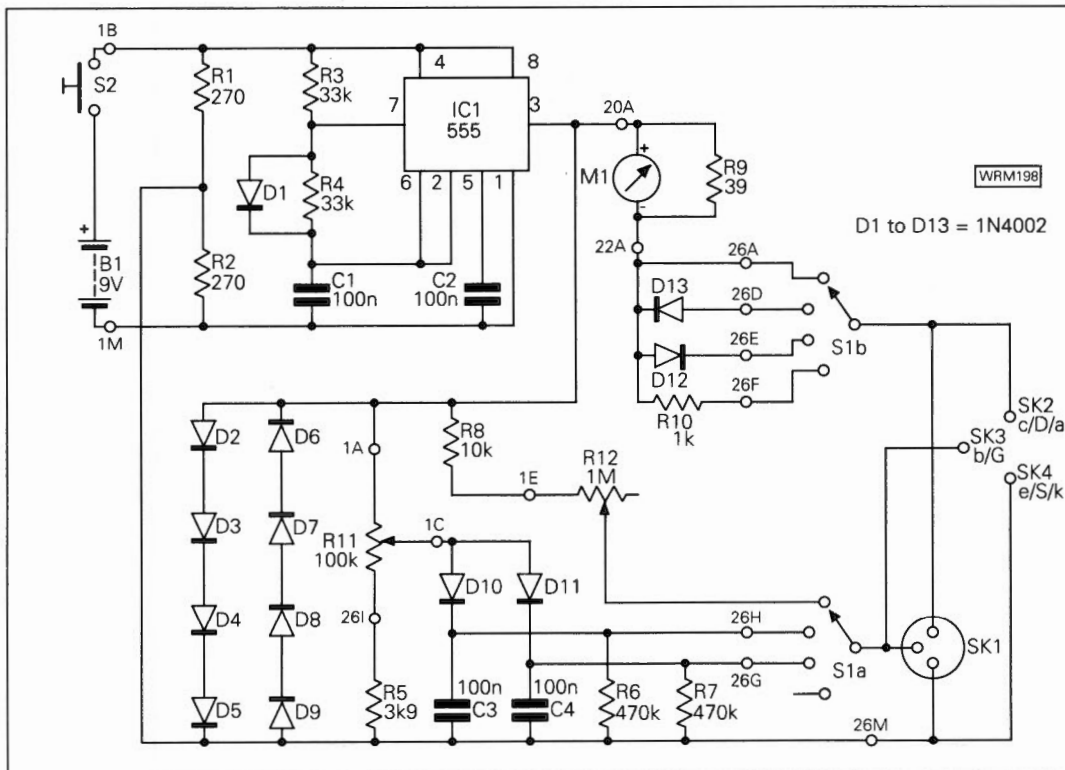 1B
S2
+
B1
9V
1M
R1
270
R2
270
R3
33k
D1
R4
33k
C1
100n
C2
100n
4
8
7
3
IC1
555
6
2
5
1
20A
+
M1
-
R9
39
WRM198
D1 to D13 = 1N4002
22A
26A
D13
26D
26E
D12
26F
R10
1k
S1b
SK2
c/D/a
SK3
b/G
SK4
e/S/k
D2
D6
D3
D7
D4
D8
D5
D9
1A
R8
10k
R12
1M
1E
R11
100k
1C
D10
D11
26I
R5
3k9
100n
C3
100n
C4
R6
470k
R7
470k
26H
26G
S1a
SK1
26M